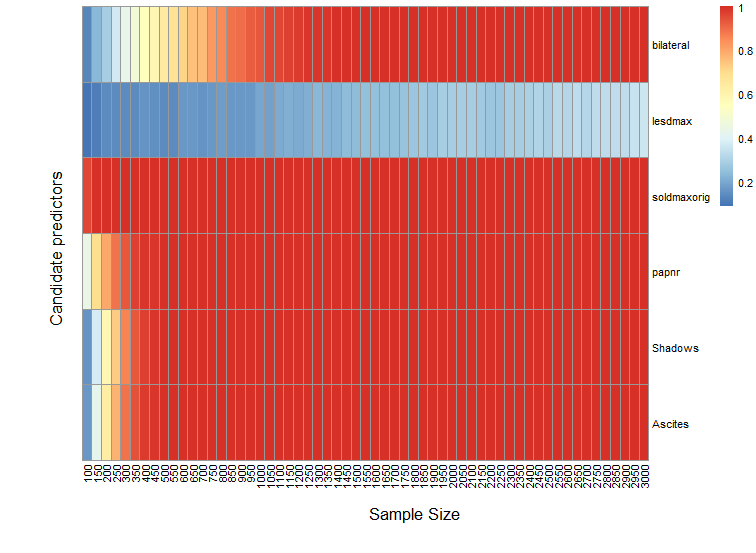 1
bilateral
0.8
0.6
lesdmax
0.4
0.2
soldmaxorig
Candidate predictors
papnr
Shadows
Ascites
100 150 200 250 300 350 400 450 500 550 600 650 700 750 800 850 900 950 1000 1050 1100 1150 1200 1250 1300 1350 1400 1450 1500 1550 1600 1650 1700 1750 1800 1850 1900 1950 2000 2050 2100 2150 2200 2250 2300 2350 2400 2450 2500 2550 2600 2650 2700 2750 2800 2850 2900 2950 3000
Sample Size